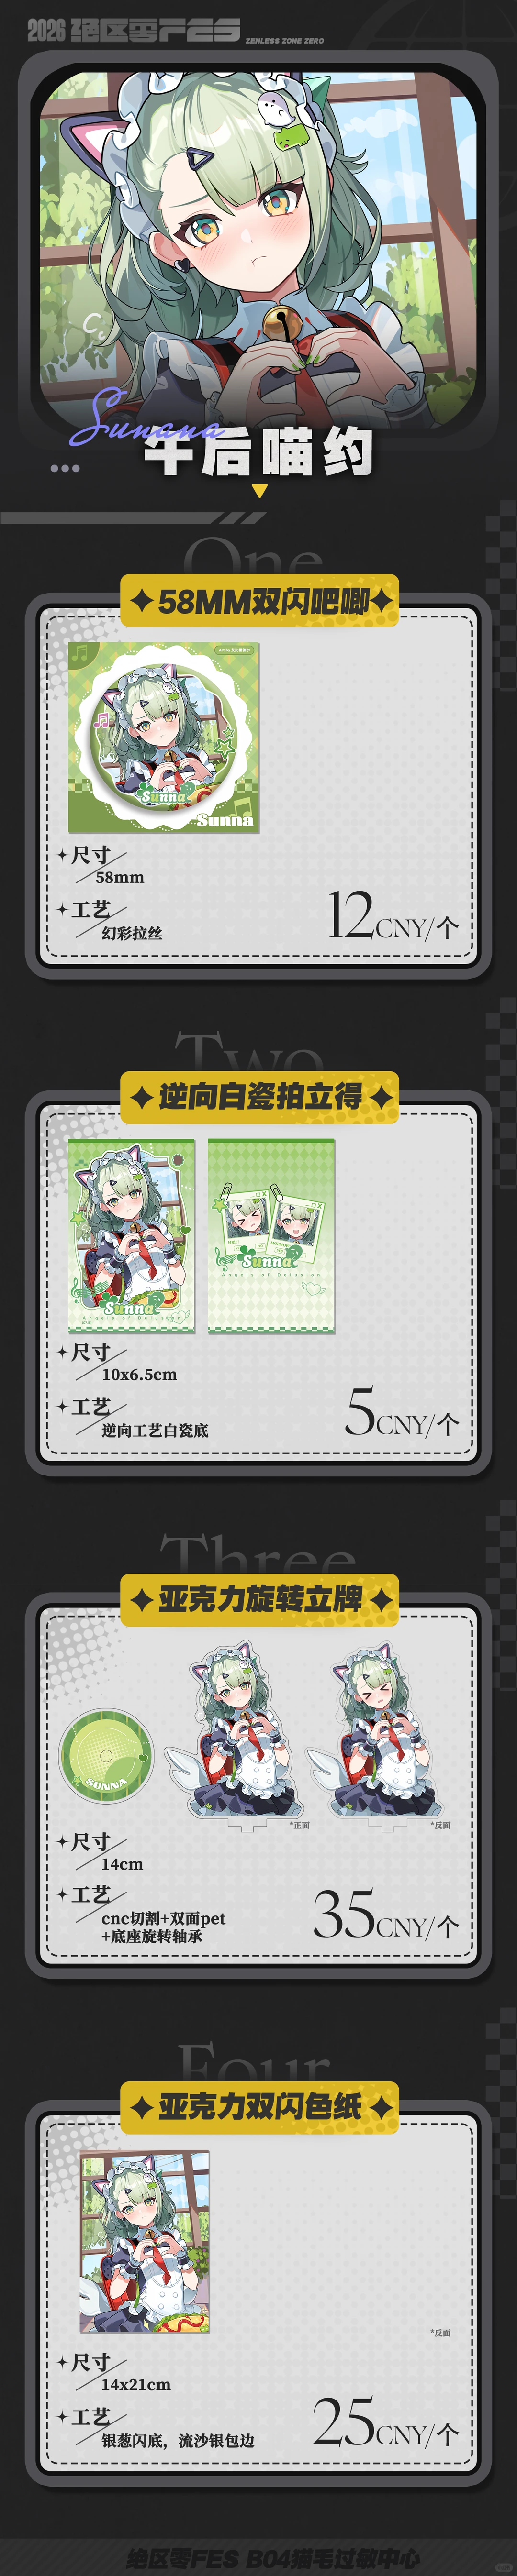 2026 绝区零FES
ZENLESS ZONE ZERO
Sunana
午后喵约
One
58MM双闪吧唧
Sunna
Sunna
尺寸
58mm
工艺
幻彩拉丝
12CNY/个
Two
逆向白瓷拍立得
Sunna
Angels of Delusion
Sunna
Angels of Delusion
尺寸
10x6.5cm
工艺
逆向工艺白瓷底
5CNY/个
Three
亚克力旋转立牌
SUNNA
*正面
*反面
尺寸
14cm
工艺
cnc切割+双面pet
+底座旋转轴承
35CNY/个
Four
亚克力双闪色纸
*反面
尺寸
14x21cm
工艺
银葱闪底，流沙银包边
25CNY/个
绝区零FES B04猫毛过敏中心